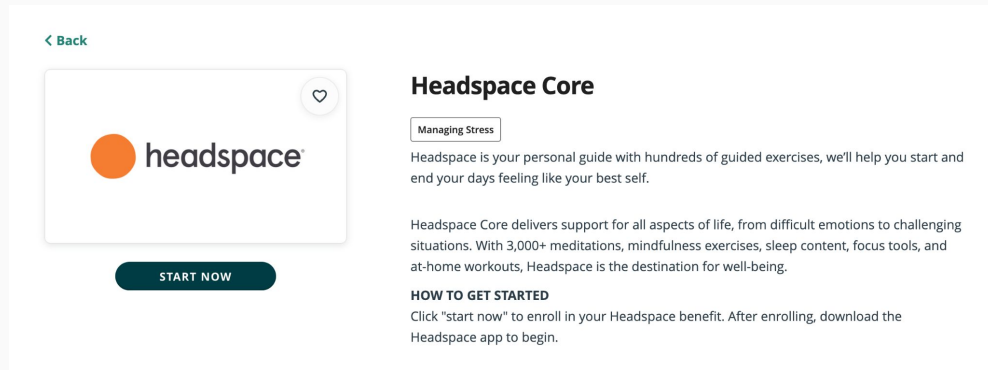 < Back
headspace
START NOW
Headspace Core
Managing Stress
Headspace is your personal guide with hundreds of guided exercises, we'll help you start and
end your days feeling like your best self.
Headspace Core delivers support for all aspects of life, from difficult emotions to challenging
situations. With 3,000+ meditations, mindfulness exercises, sleep content, focus tools, and
at-home workouts, Headspace is the destination for well-being.
HOW TO GET STARTED
Click "start now" to enroll in your Headspace benefit. After enrolling, download the
Headspace app to begin.